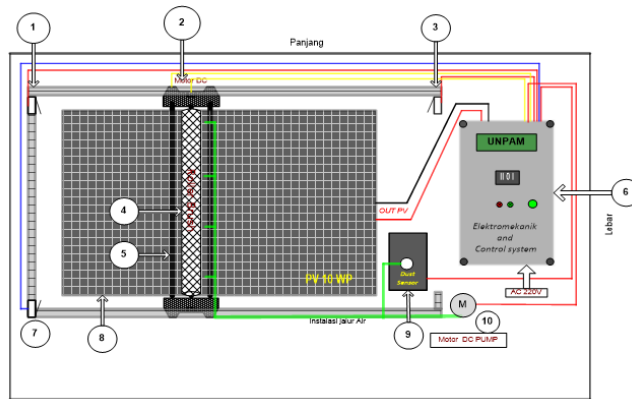 Panjang
1
2
3
Motor DC
UNPAM
4
6
OUT PV
Elektromekanik
and
Control system
Lebar
5
Dust
Sensor
PV 10 WP
AC 220V
M
7
8
Instalasi jalur Air
9
10
Motor DC PUMP